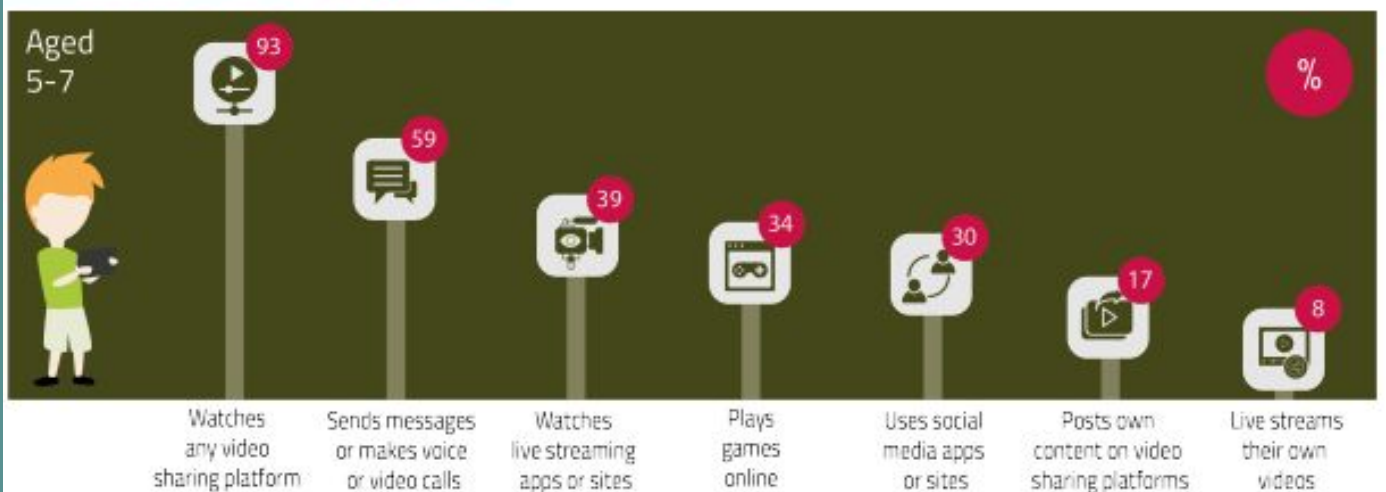 Aged
5-7
93
59
39
34
30
17
8
%
Watches
any video
sharing platform
Sends messages
or makes voice
or video calls
Watches
live streaming
apps or sites
Plays
games
online
Uses social
media apps
or sites
Posts own
content on video
sharing platforms
Live streams
their own
videos